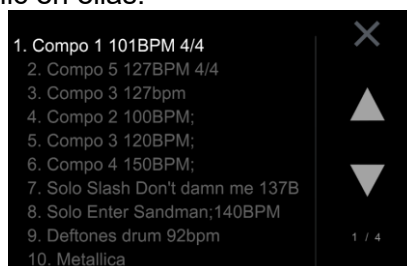 en ellas.
1. Compo 1 101BPM 4/4
2. Compo 5 127BPM 4/4
3. Compo 3 127bpm
4. Compo 2 100BPM;
5. Compo 3 120BPM;
6. Compo 4 150BPM;
7. Solo Slash Don't damn me 137B
8. Solo Enter Sandman;140BPM
9. Deftones drum 92bpm
10. Metallica
1 / 4